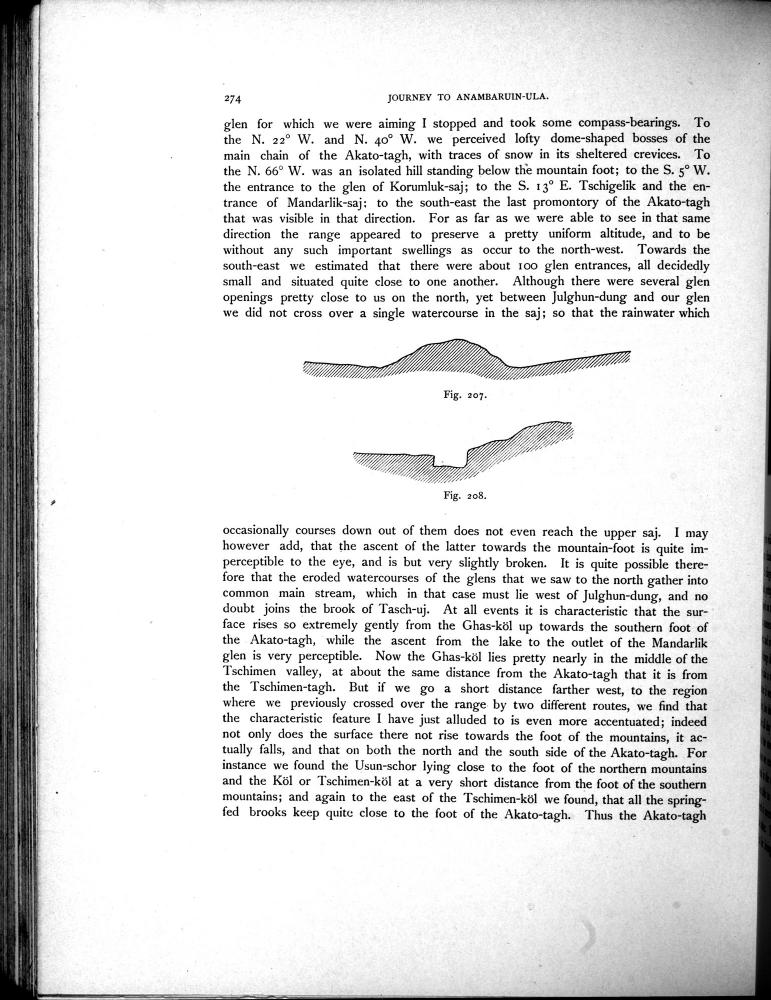 274
JOURNEY TO ANAMBARUIN-ULA.
glen for which we were aiming I stopped and took some compass-bearings. To
the N. 22° W. and N. 40° W. we perceived lofty dome-shaped bosses of the
main chain of the Akato-tagh, with traces of snow in its sheltered crevices. To
the N. 66° W. was an isolated hill standing below the mountain foot; to the S. 5° W.
the entrance to the glen of Korumluk-saj; to the S. 13° E. Tschigelik and the en-
trance of Mandarlik-saj; to the south-east the last promontory of the Akato-tagh
that was visible in that direction. For as far as we were able to see in that same
direction the range appeared to preserve a pretty uniform altitude, and to be
without any such important swellings as occur to the north-west. Towards the
south-east we estimated that there were about 100 glen entrances, all decidedly
small and situated quite close to one another. Although there were several glen
openings pretty close to us on the north, yet between Julghun-dung and our glen
we did not cross over a single watercourse in the saj; so that the rainwater which
Fig. 207.
Fig. 208.
occasionally courses down out of them does not even reach the upper saj. I may
however add, that the ascent of the latter towards the mountain-foot is quite im-
perceptible to the eye, and is but very slightly broken. It is quite possible there-
fore that the eroded watercourses of the glens that we saw to the north gather into
common main stream, which in that case must lie west of Julghun-dung, and no
doubt joins the brook of Tasch-uj. At all events it is characteristic that the sur-
face rises so extremely gently from the Ghas-köl up towards the southern foot of
the Akato-tagh, while the ascent from the lake to the outlet of the Mandarlik
glen is very perceptible. Now the Ghas-köl lies pretty nearly in the middle of the
Tschimen valley, at about the same distance from the Akato-tagh that it is from
the Tschimen-tagh. But if we go a short distance farther west, to the region
where we previously crossed over the range by two different routes, we find that
the characteristic feature I have just alluded to is even more accentuated; indeed
not only does the surface there not rise towards the foot of the mountains, it ac-
tually falls, and that on both the north and the south side of the Akato-tagh. For
instance we found the Usun-schor lying close to the foot of the northern mountains
and the Köl or Tschimen-köl at a very short distance from the foot of the southern
mountains; and again to the east of the Tschimen-köl we found, that all the spring-
fed brooks keep quite close to the foot of the Akato-tagh. Thus the Akato-tagh